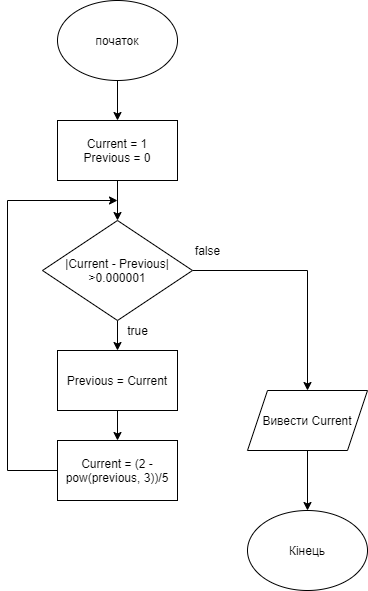 початок
Current = 1
Previous = 0
|Current - Previous|
>0.000001
false
true
Previous = Current
Вивести Current
Current = (2 -
pow(previous, 3))/5
Кінець